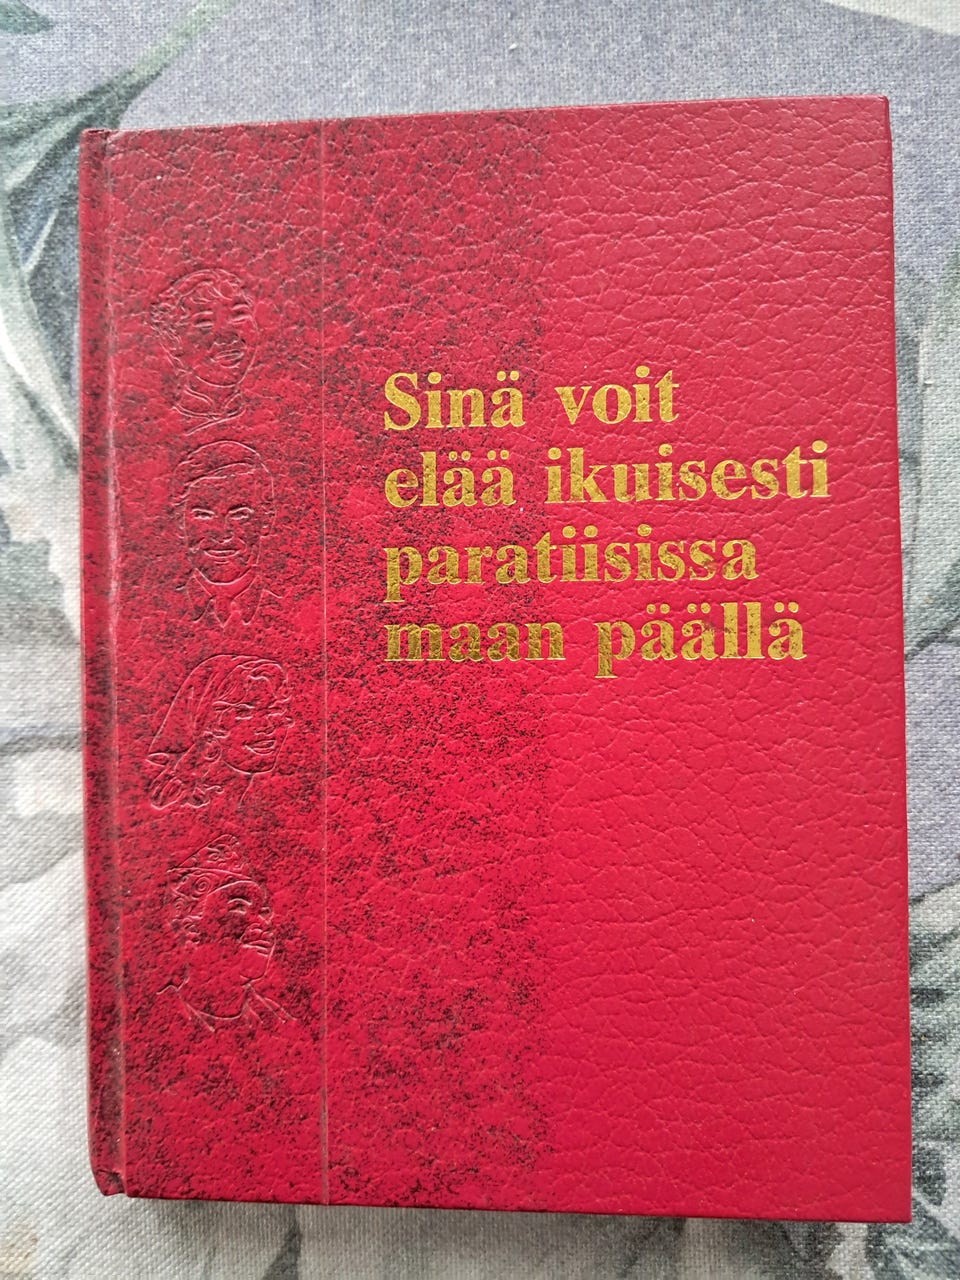 Sinä voit
elää ikuisesti
paratiisissa
maan päällä